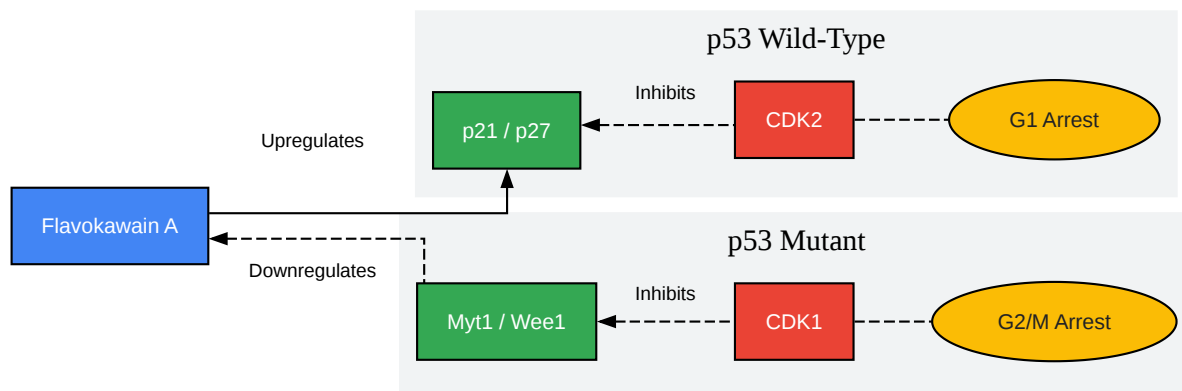 p53 Wild-Type
Inhibits
p21 / p27
CDK2
G1 Arrest
Upregulates
Flavokawain A
Downregulates
p53 Mutant
Inhibits
Myt1 / Wee1
CDK1
G2/M Arrest